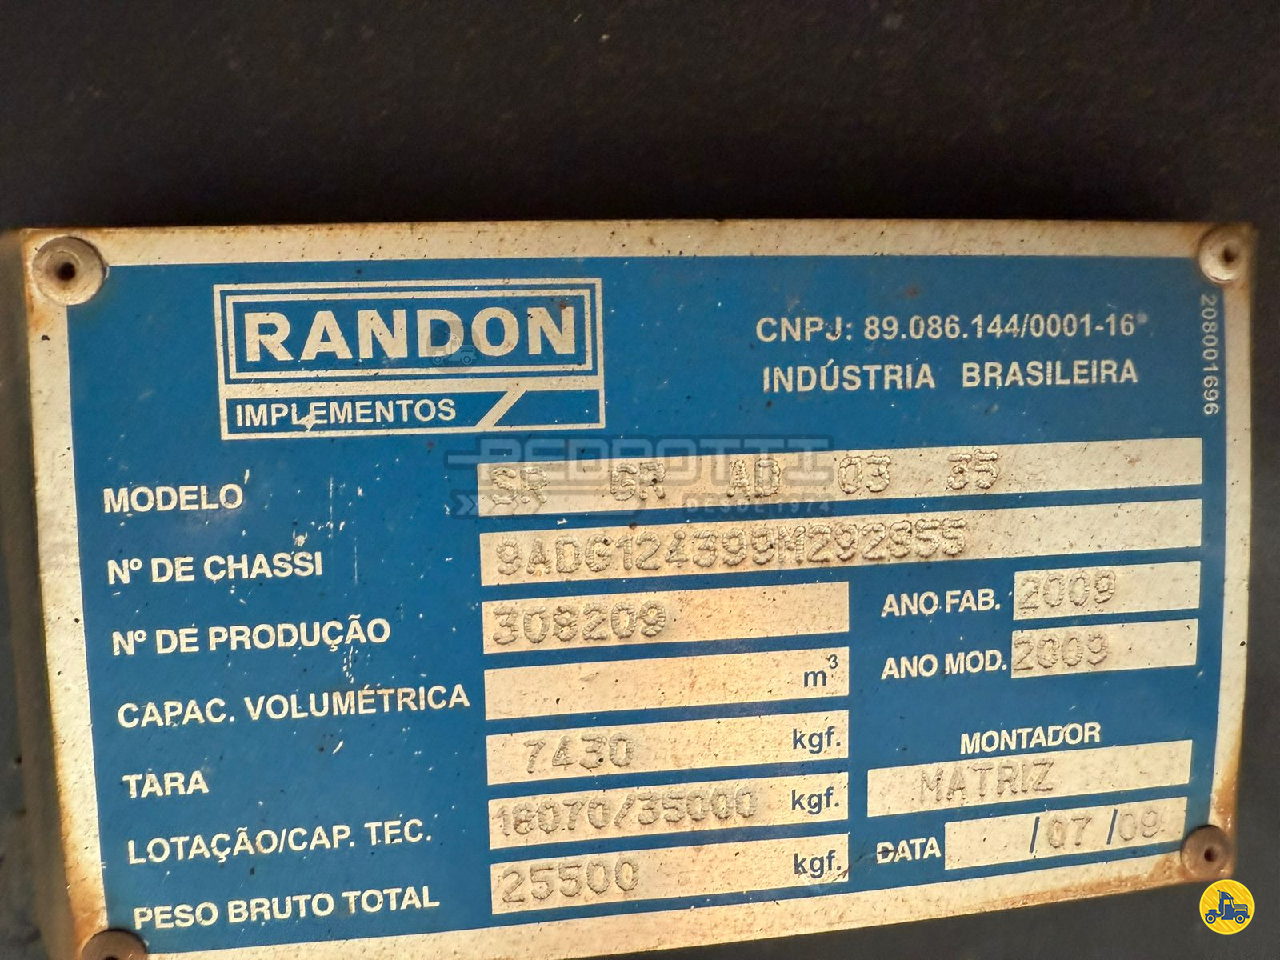 RANDON
IMPLEMENTOS
CNPJ: 89.086.144/0001-16
INDÚSTRIA BRASILEIRA
208001696
PEDROTTI
DESDE 1974
MODELO SR GR AD 03 35
Nº DE CHASSI 9ADG124399M292855
Nº DE PRODUÇÃO 308209
ANO FAB. 2009
CAPAC. VOLUMÉTRICA m³
ANO MOD. 2009
TARA 7430 kgf.
MONTADOR
MATRIZ
LOTAÇÃO/CAP. TEC. 18070/35000 kgf.
DATA /07/09
PESO BRUTO TOTAL 25500 kgf.